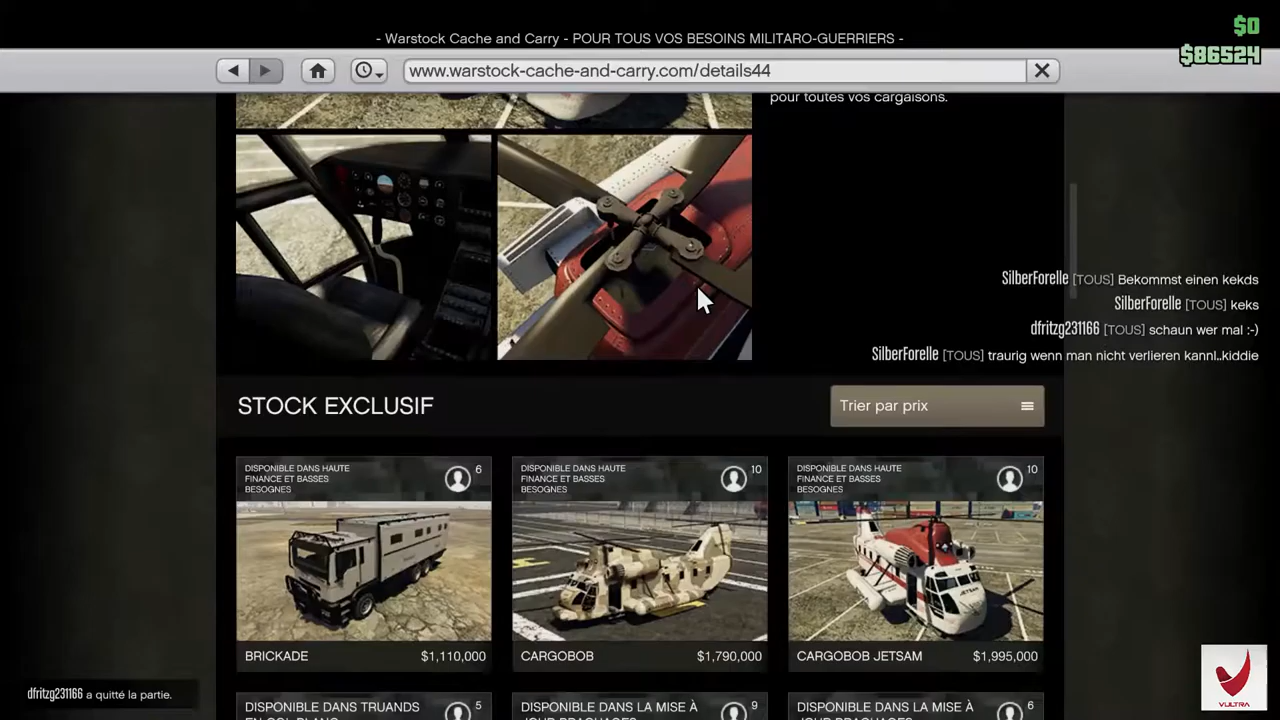 - Warstock Cache and Carry - POUR TOUS VOS BESOINS MILITARO-GUERRIERS -
$0
$86524
www.warstock-cache-and-carry.com/details44
pour toutes vos cargaisons.
SilberForelle [TOUS] Bekommst einen kekds
SilberForelle [TOUS] keks
dfritzg231166 [TOUS] schaun wer mal :-)
SilberForelle [TOUS] traurig wenn man nicht verlieren kannl..kiddie
STOCK EXCLUSIF
Trier par prix
DISPONIBLE DANS HAUTE
FINANCE ET BASSES
BESOGNES
6
BRICKADE $1,110,000
DISPONIBLE DANS HAUTE
FINANCE ET BASSES
BESOGNES
10
CARGOBOB $1,790,000
DISPONIBLE DANS HAUTE
FINANCE ET BASSES
BESOGNES
10
JETSAM
CARGOBOB JETSAM $1,995,000
DISPONIBLE DANS TRUANDS
EN COL BLANC
5
DISPONIBLE DANS LA MISE À
JOUR BRAQUAGES
9
DISPONIBLE DANS LA MISE À
JOUR BRAQUAGES
6
dfritzg231166 a quitté la partie.
VULTRA